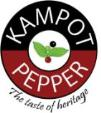 KAMPOT
PEPPER
The taste of heritage